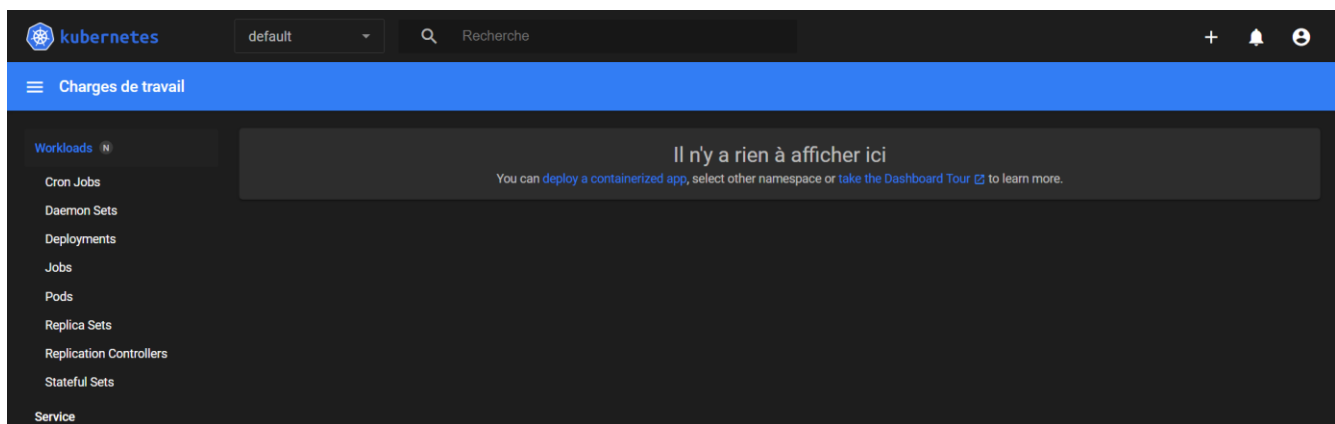 kubernetes
default
Recherche
Charges de travail
Workloads N
Il n'y a rien à afficher ici
You can deploy a containerized app, select other namespace or take the Dashboard Tour to learn more.
Cron Jobs
Daemon Sets
Deployments
Jobs
Pods
Replica Sets
Replication Controllers
Stateful Sets
Service